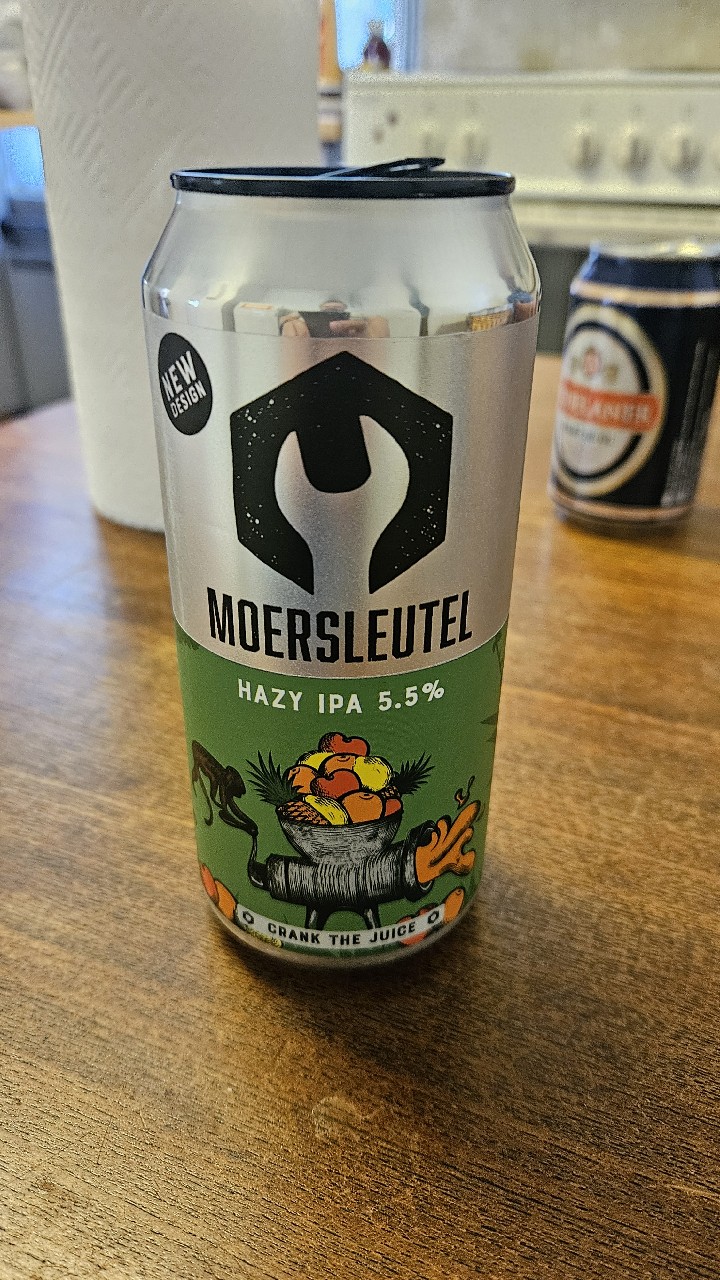 NEW
DESIGN
MOERSLEUTEL
HAZY IPA 5.5%
CRANK THE JUICE